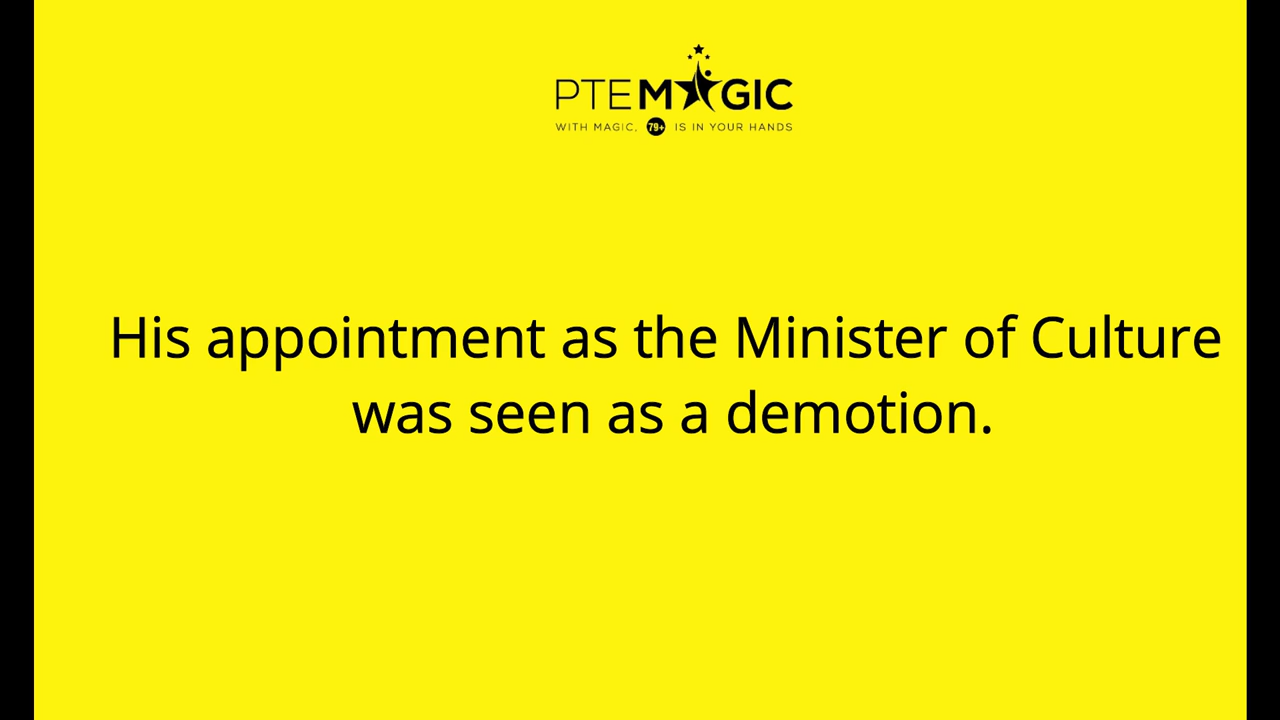 PTEMAGIC
WITH MAGIC, 79+ IS IN YOUR HANDS
His appointment as the Minister of Culture
was seen as a demotion.